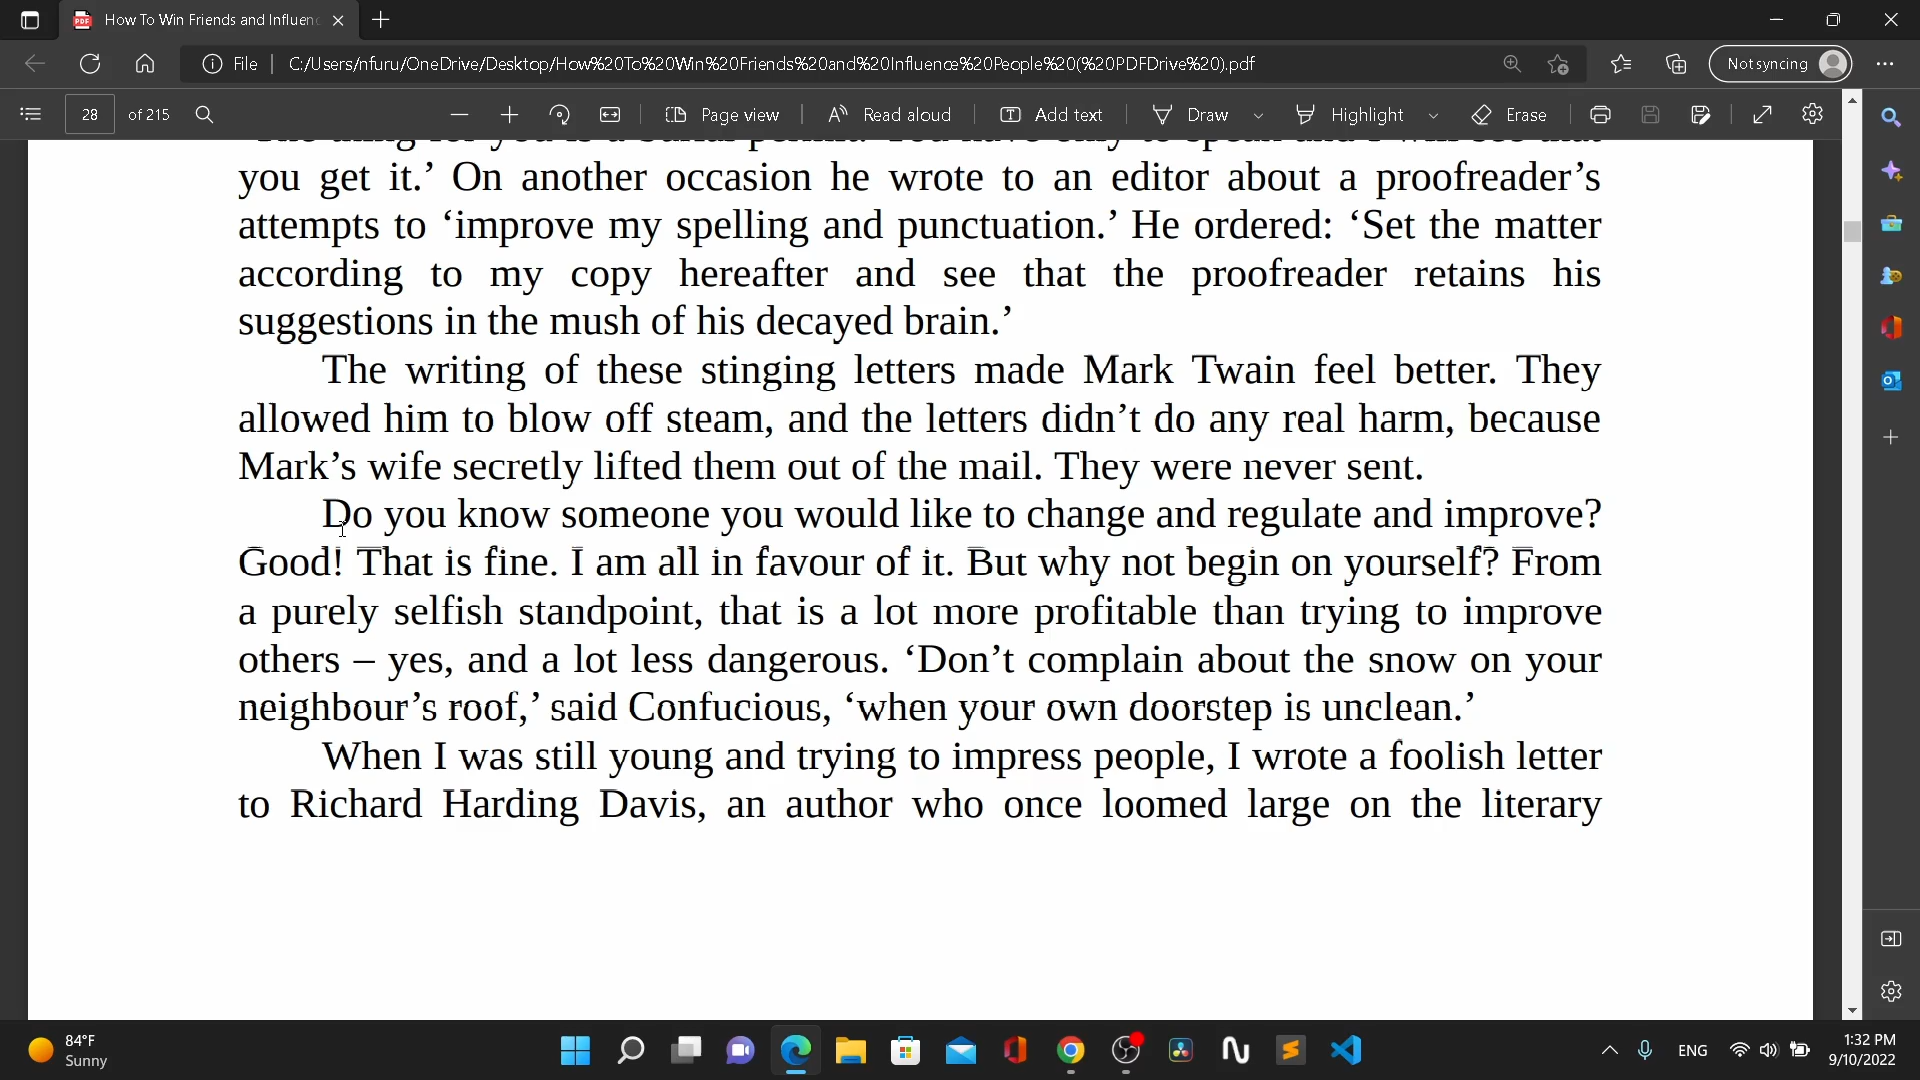 How To Win Friends and Influen
File
C:/Users/nfuru/OneDrive/Desktop/How%20To%20Win%20Friends%20and%20Influence%20People%20(%20PDFDrive%20).pdf
Not syncing
28 of 215
Page view
Read aloud
Add text
Draw
Highlight
Erase
you get it.’ On another occasion he wrote to an editor about a proofreader’s
attempts to ‘improve my spelling and punctuation.’ He ordered: ‘Set the matter
according to my copy hereafter and see that the proofreader retains his
suggestions in the mush of his decayed brain.’
The writing of these stinging letters made Mark Twain feel better. They
allowed him to blow off steam, and the letters didn’t do any real harm, because
Mark’s wife secretly lifted them out of the mail. They were never sent.
Do you know someone you would like to change and regulate and improve?
Good! That is fine. I am all in favour of it. But why not begin on yourself? From
a purely selfish standpoint, that is a lot more profitable than trying to improve
others – yes, and a lot less dangerous. ‘Don’t complain about the snow on your
neighbour’s roof,’ said Confucious, ‘when your own doorstep is unclean.’
When I was still young and trying to impress people, I wrote a foolish letter
to Richard Harding Davis, an author who once loomed large on the literary
84°F
Sunny
ENG
1:32 PM
9/10/2022